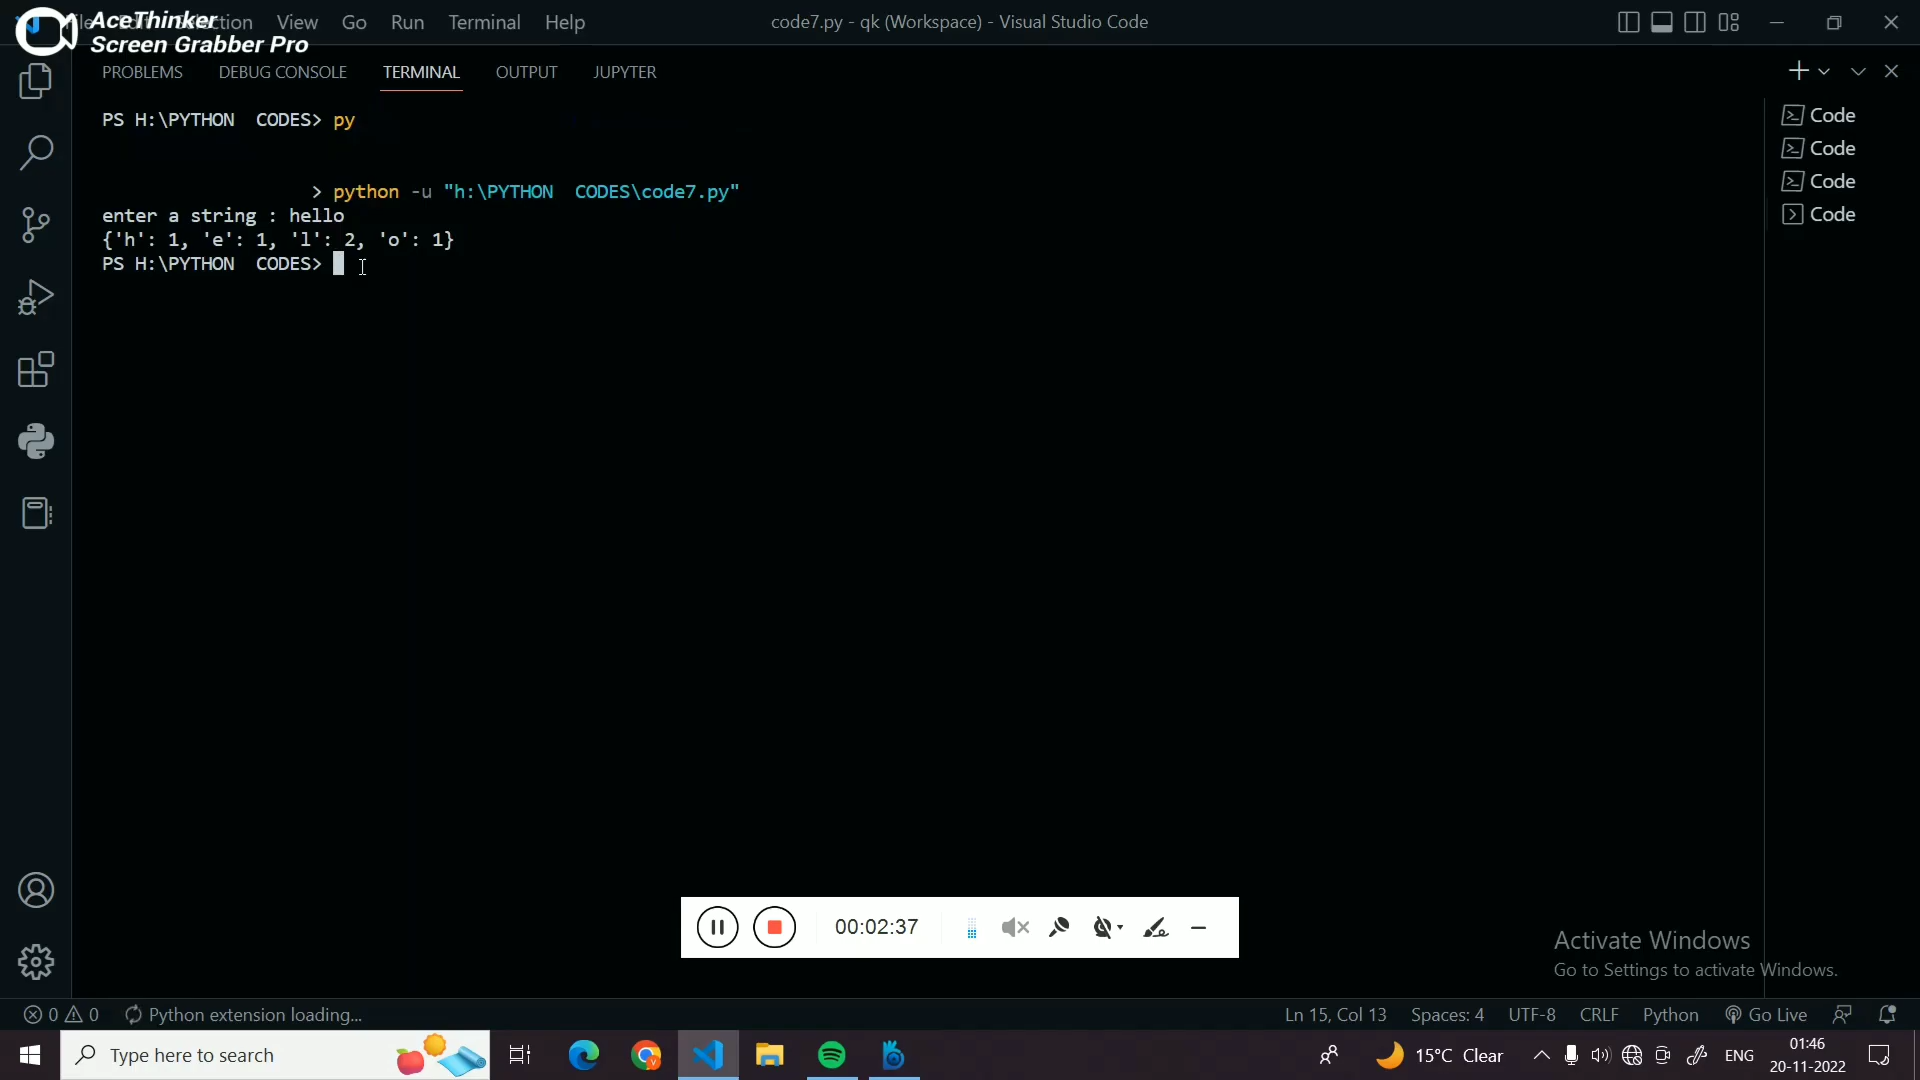 AceThinker
Screen Grabber Pro
Selection View Go Run Terminal Help
code7.py - qk (Workspace) - Visual Studio Code
PROBLEMS DEBUG CONSOLE TERMINAL OUTPUT JUPYTER
PS H:\PYTHON  CODES> py
> python -u "h:\PYTHON  CODES\code7.py"
enter a string : hello
{'h': 1, 'e': 1, 'l': 2, 'o': 1}
PS H:\PYTHON  CODES>
Code
Code
Code
Code
00:02:37
Activate Windows
Go to Settings to activate Windows.
0 0 Python extension loading...
Ln 15, Col 13 Spaces: 4 UTF-8 CRLF Python Go Live
Type here to search
15°C Clear
ENG
01:46
20-11-2022